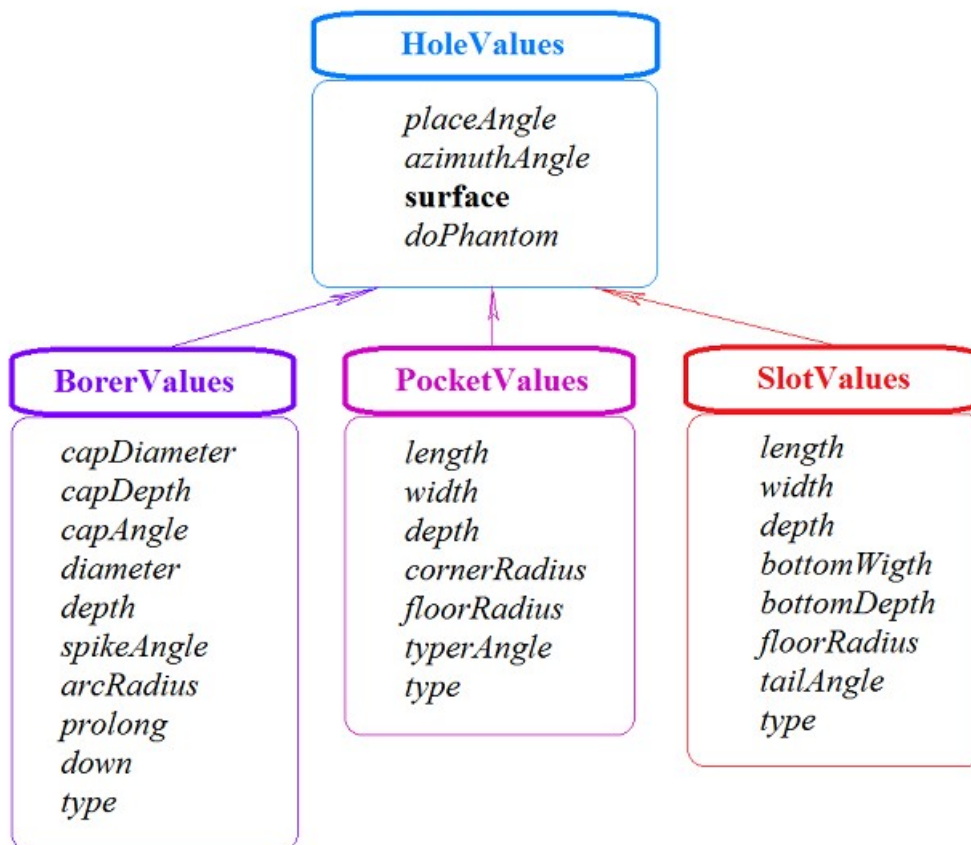 HoleValues
placeAngle
azimuthAngle
surface
doPhantom
BorerValues
capDiameter
capDepth
capAngle
diameter
depth
spikeAngle
arcRadius
prolong
down
type
PocketValues
length
width
depth
cornerRadius
floorRadius
typerAngle
type
SlotValues
length
width
depth
bottomWigth
bottomDepth
floorRadius
tailAngle
type